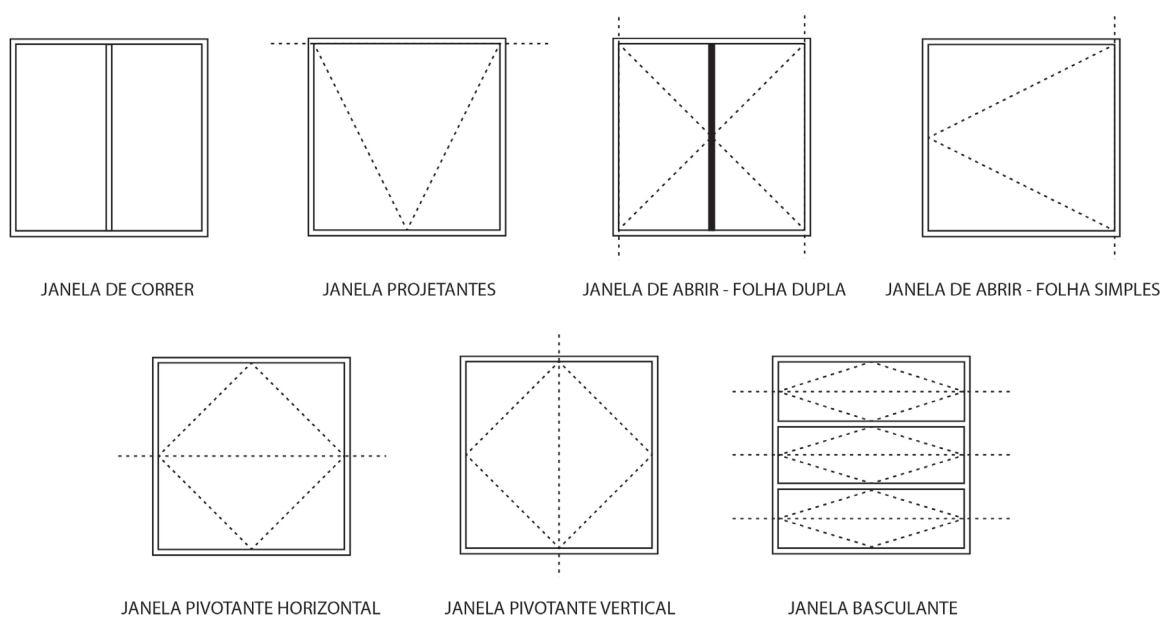 JANELA DE CORRER
JANELA PROJETANTES
JANELA DE ABRIR - FOLHA DUPLA
JANELA DE ABRIR - FOLHA SIMPLES
JANELA PIVOTANTE HORIZONTAL
JANELA PIVOTANTE VERTICAL
JANELA BASCULANTE